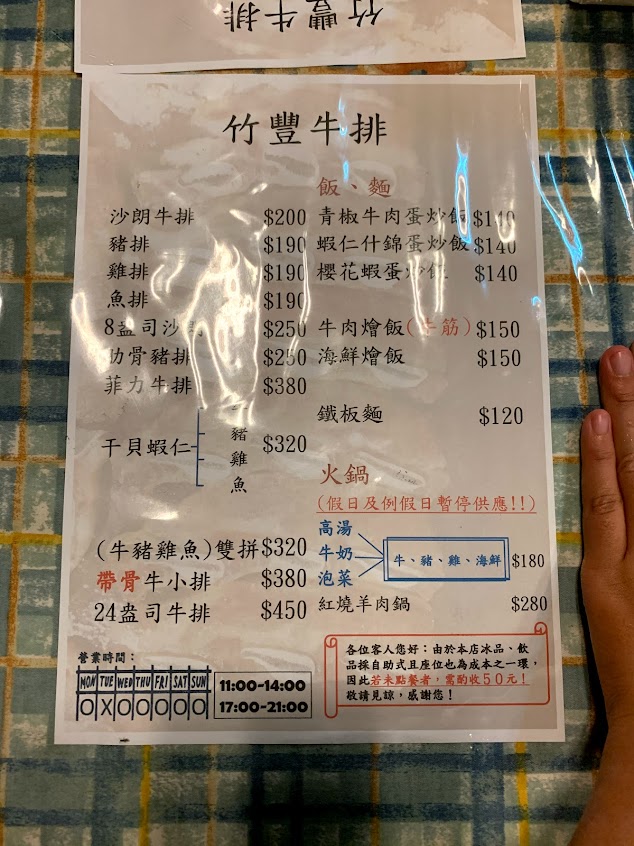 竹豐牛排
竹豐牛排
沙朗牛排 $200
豬排 $190
雞排 $190
魚排 $190
8盎司沙 $250
肋骨豬排 $250
菲力牛排 $380
干貝蝦仁 豬 雞 魚 $320
(牛豬雞魚)雙拼 $320
帶骨牛小排 $380
24盎司牛排 $450
飯、麵
青椒牛肉蛋炒飯 $140
蝦仁什錦蛋炒飯 $140
櫻花蝦蛋炒飯 $140
牛肉燴飯(牛筋) $150
海鮮燴飯 $150
鐵板麵 $120
火鍋
(假日及例假日暫停供應!!)
高湯
牛奶
泡菜
牛、豬、雞、海鮮 $180
紅燒羊肉鍋 $280
營業時間：
MON TUE WED THU FRI SAT SUN
O X O O O O O
11:00-14:00
17:00-21:00
各位客人您好：由於本店冰品、飲
品採自助式且座位也為成本之一環，
因此若未點餐者，需酌收50元！
敬請見諒，感謝您！